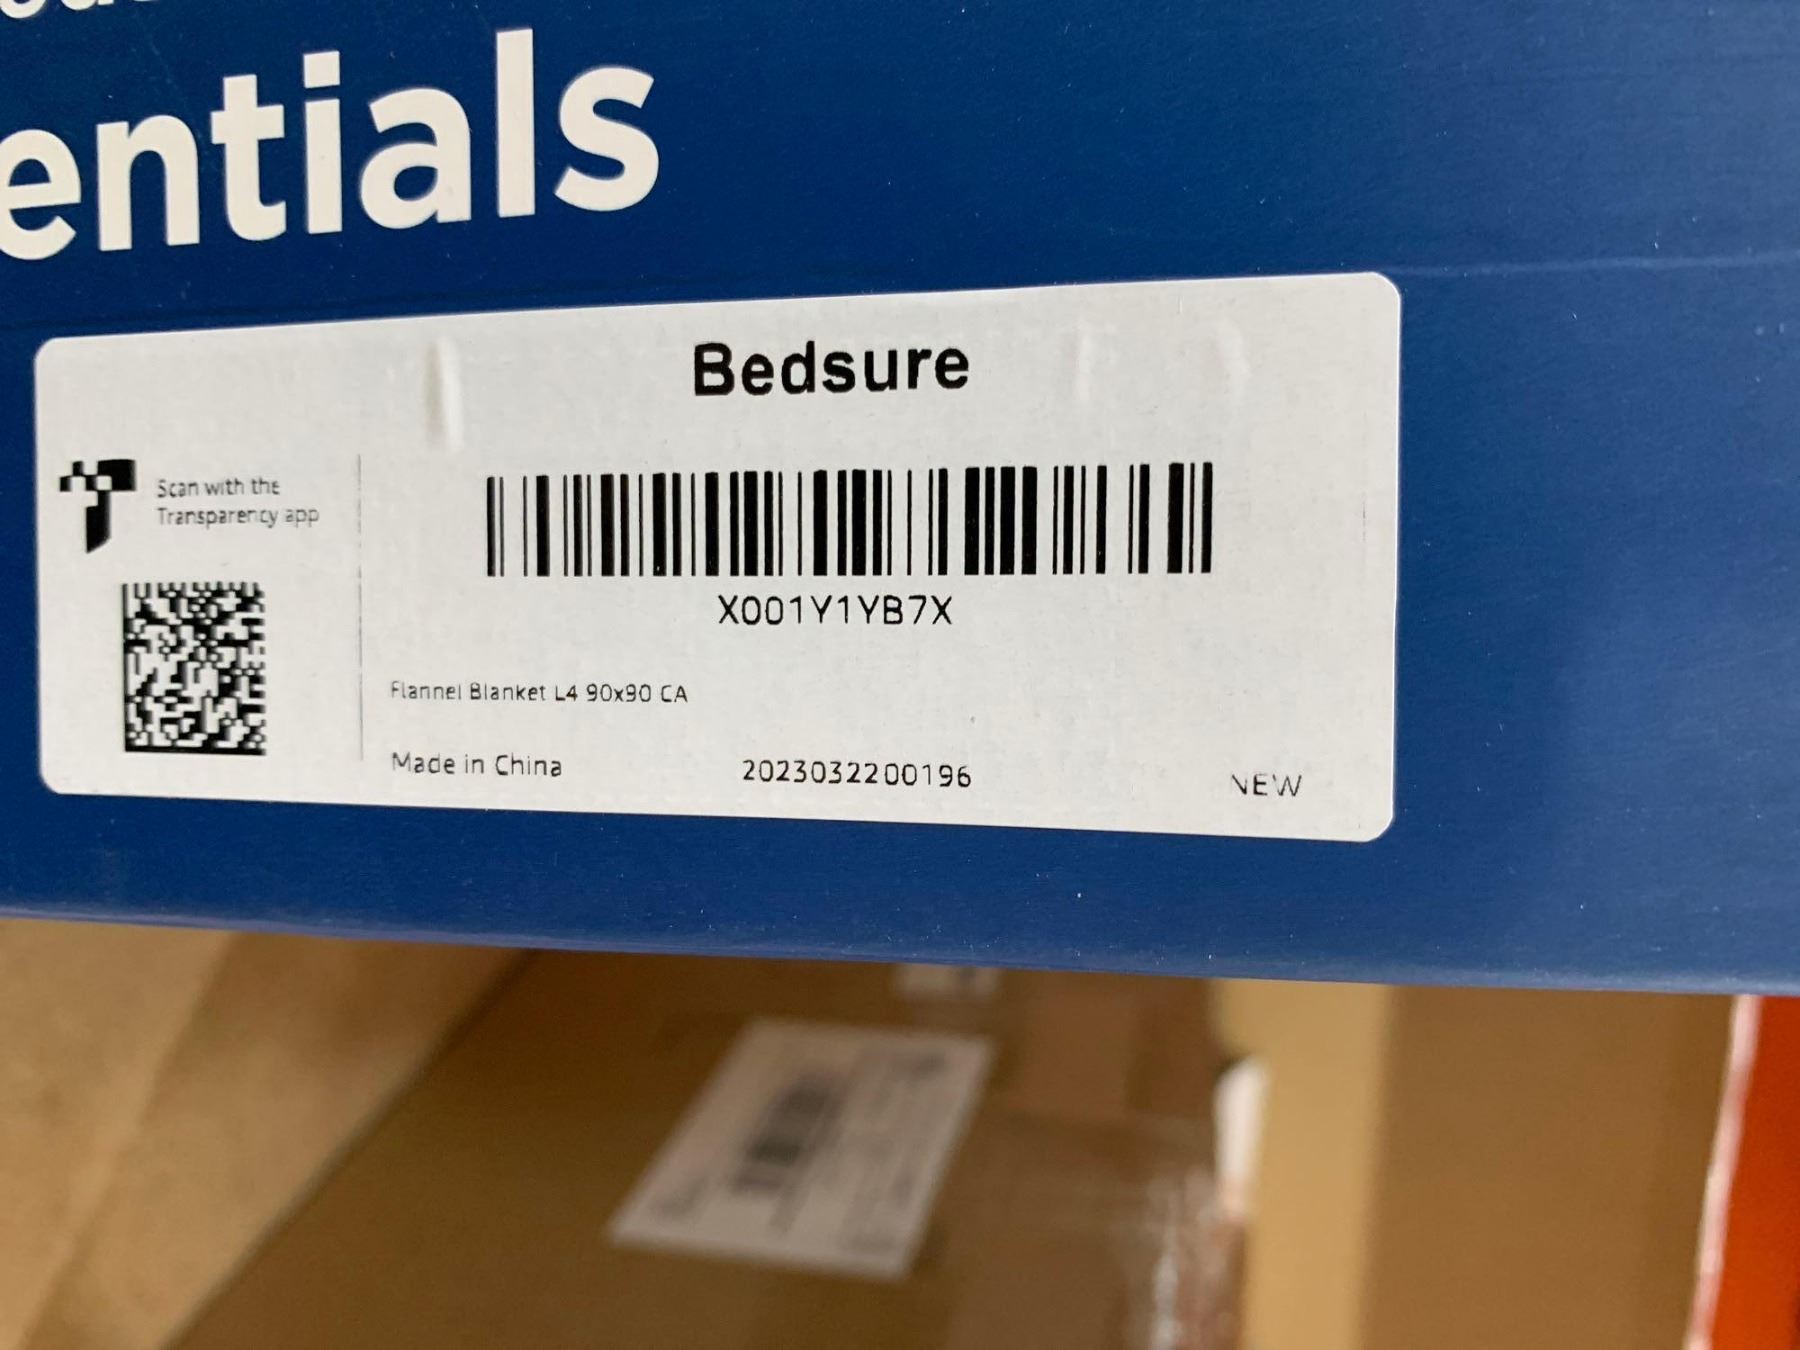 entials
Bedsure
Scan with the
Transparency app
X001Y1YB7X
Flannel Blanket L4 90x90 CA
Made in China
2023032200196
NEW